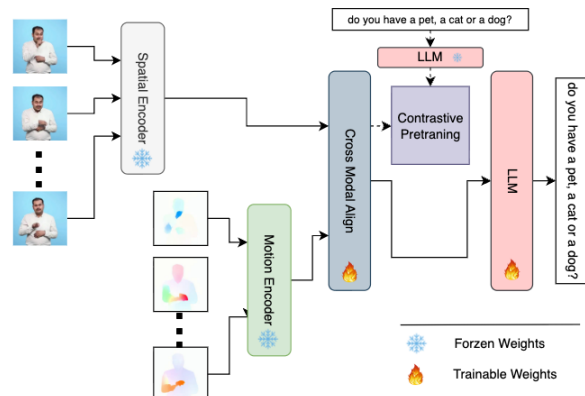 do you have a pet, a cat or a dog?
LLM
Spatial Encoder
Contrastive
Pretraning
Cross Modal Align
LLM
do you have a pet, a cat or a dog?
Motion Encoder
Forzen Weights
Trainable Weights